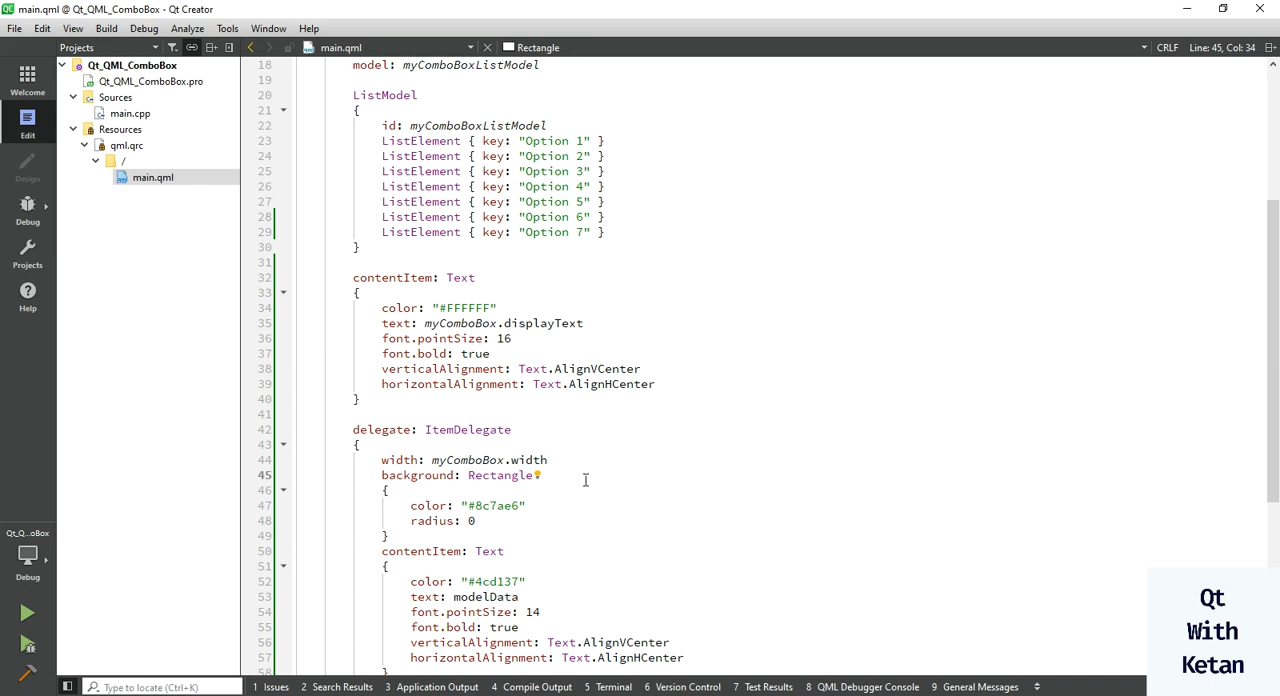 main.qml @ Qt_QML_ComboBox - Qt Creator
File Edit View Build Debug Analyze Tools Window Help
Projects main.qml Rectangle CRLF Line: 45, Col: 34
Welcome
Edit
Design
Debug
Projects
Help
Qt_Q...oBox
Debug
Qt_QML_ComboBox
Qt_QML_ComboBox.pro
Sources
main.cpp
Resources
qml.qrc
/
main.qml
18 model: myComboBoxListModel
19
20 ListModel
21 {
22 id: myComboBoxListModel
23 ListElement { key: "Option 1" }
24 ListElement { key: "Option 2" }
25 ListElement { key: "Option 3" }
26 ListElement { key: "Option 4" }
27 ListElement { key: "Option 5" }
28 ListElement { key: "Option 6" }
29 ListElement { key: "Option 7" }
30 }
31
32 contentItem: Text
33 {
34 color: "#FFFFFF"
35 text: myComboBox.displayText
36 font.pointSize: 16
37 font.bold: true
38 verticalAlignment: Text.AlignVCenter
39 horizontalAlignment: Text.AlignHCenter
40 }
41
42 delegate: ItemDelegate
43 {
44 width: myComboBox.width
45 background: Rectangle
46 {
47 color: "#8c7ae6"
48 radius: 0
49 }
50 contentItem: Text
51 {
52 color: "#4cd137"
53 text: modelData
54 font.pointSize: 14
55 font.bold: true
56 verticalAlignment: Text.AlignVCenter
57 horizontalAlignment: Text.AlignHCenter
58 }
Qt
With
Ketan
Type to locate (Ctrl+K) 1 Issues 2 Search Results 3 Application Output 4 Compile Output 5 Terminal 6 Version Control 7 Test Results 8 QML Debugger Console 9 General Messages